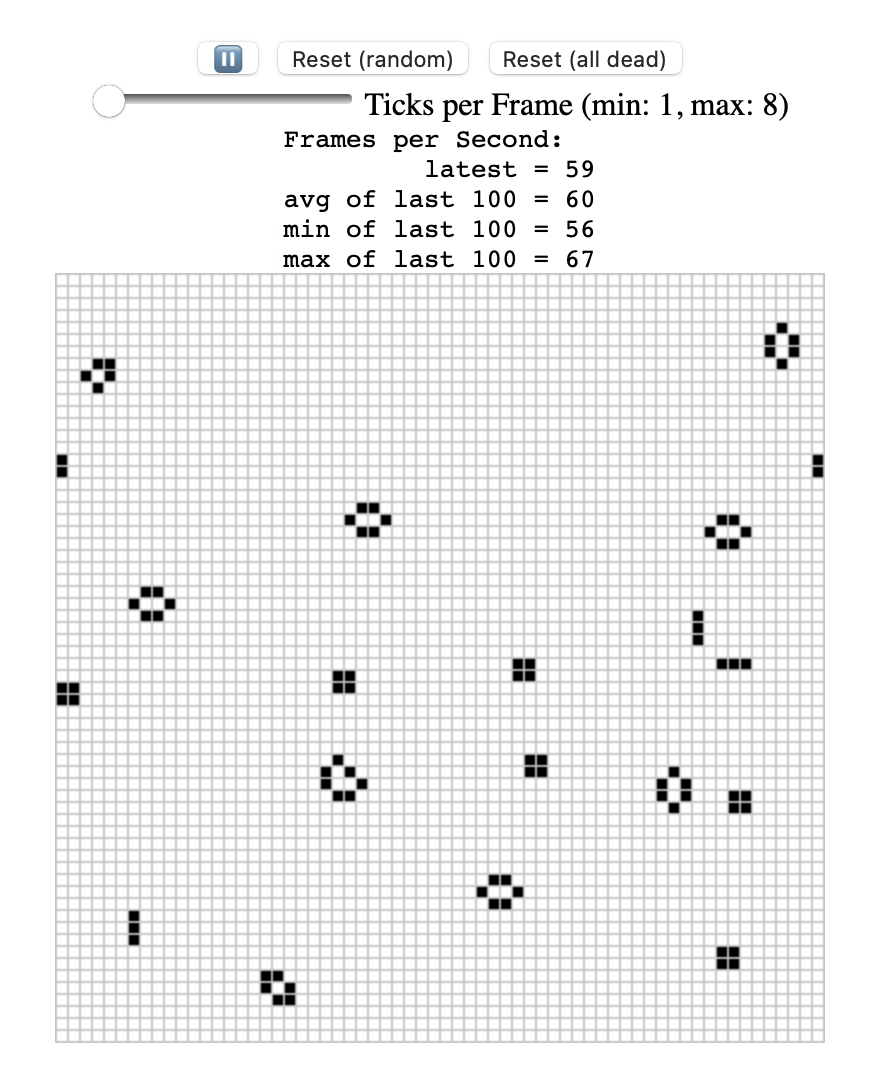 Reset (random) Reset (all dead)
Ticks per Frame (min: 1, max: 8)
Frames per Second:
latest = 59
avg of last 100 = 60
min of last 100 = 56
max of last 100 = 67